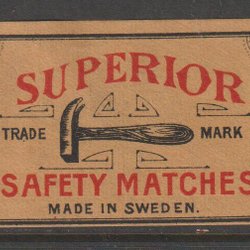 SUPERIOR
TRADE MARK
SAFETY MATCHES
MADE IN SWEDEN.